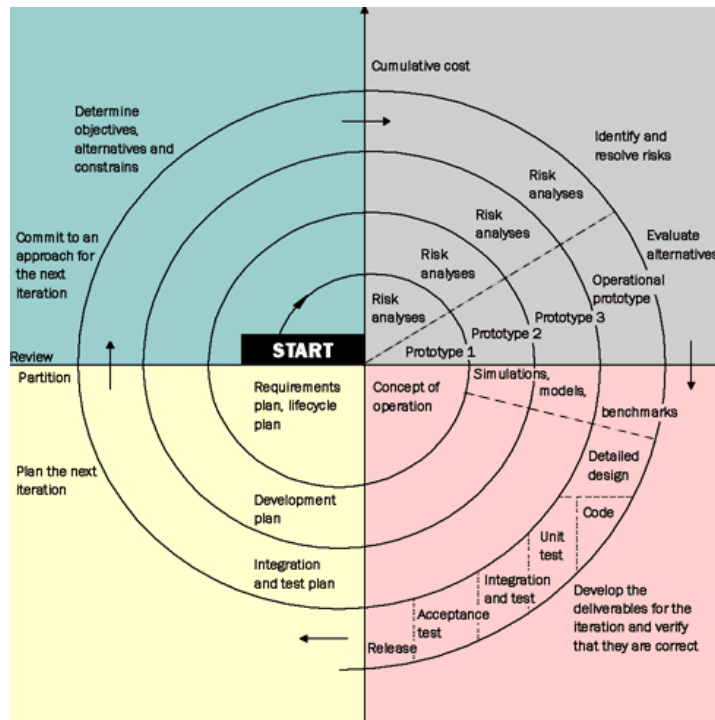 Cumulative cost
Determine
objectives,
alternatives and
constrains
Identify and
resolve risks
Risk
analyses
Risk
analyses
Commit to an
approach for
the next
iteration
Evaluate
alternatives
Risk
analyses
Operational
prototype
Risk
analyses
Prototype 3
Prototype 2
Prototype 1
START
Review
Partition
Requirements
plan, lifecycle
plan
Concept of
operation
Simulations,
models,
benchmarks
Plan the next
iteration
Detailed
design
Development
plan
Code
Unit
test
Integration
and test plan
Integration
and test
Acceptance
test
Release
Develop the
deliverables for the
iteration and verify
that they are correct